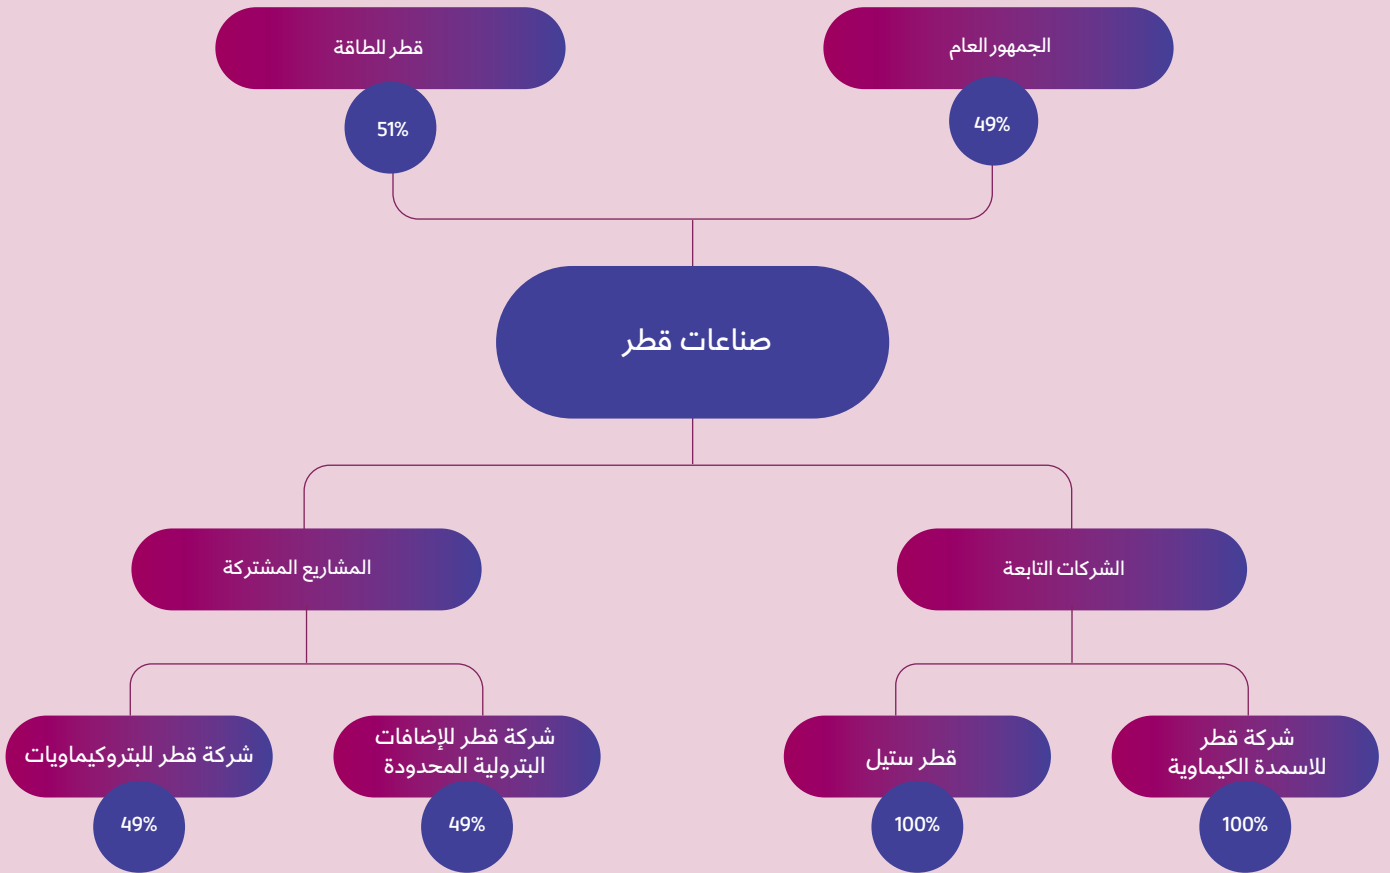 الجمهور العام
49%
قطر للطاقة
51%
صناعات قطر
الشركات التابعة
المشاريع المشتركة
شركة قطر
للاسمدة الكيماوية
100%
قطر ستيل
100%
شركة قطر للإضافات
البترولية المحدودة
49%
شركة قطر للبتروكيماويات
49%